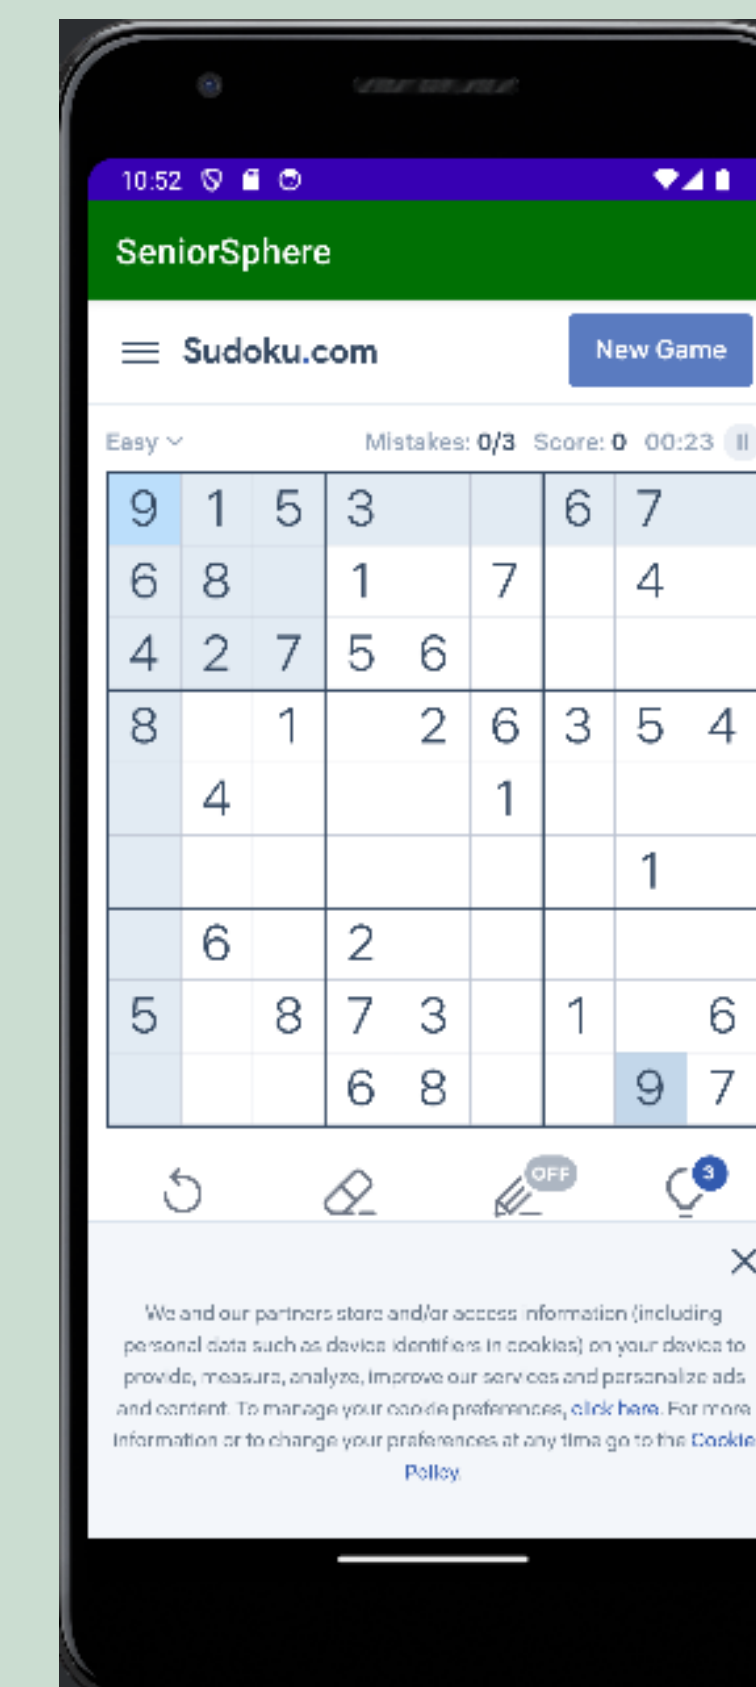 10:52
SeniorSphere
Sudoku.com
New Game
Easy
Mistakes: 0/3 Score: 0 00:23
9 1 5 3 6 7
6 8 1 7 4
4 2 7 5 6
8 1 2 6 3 5 4
4 1
1
6 2
5 8 7 3 1 6
6 8 9 7
OFF
3
We and our partners store and/or access information (including
personal data such as device identifiers in cookies) on your device to
provide, measure, analyze, improve our services and personalize ads
and content. To manage your cookie preferences, click here. For more
information or to change your preferences at any time go to the Cookie
Policy.